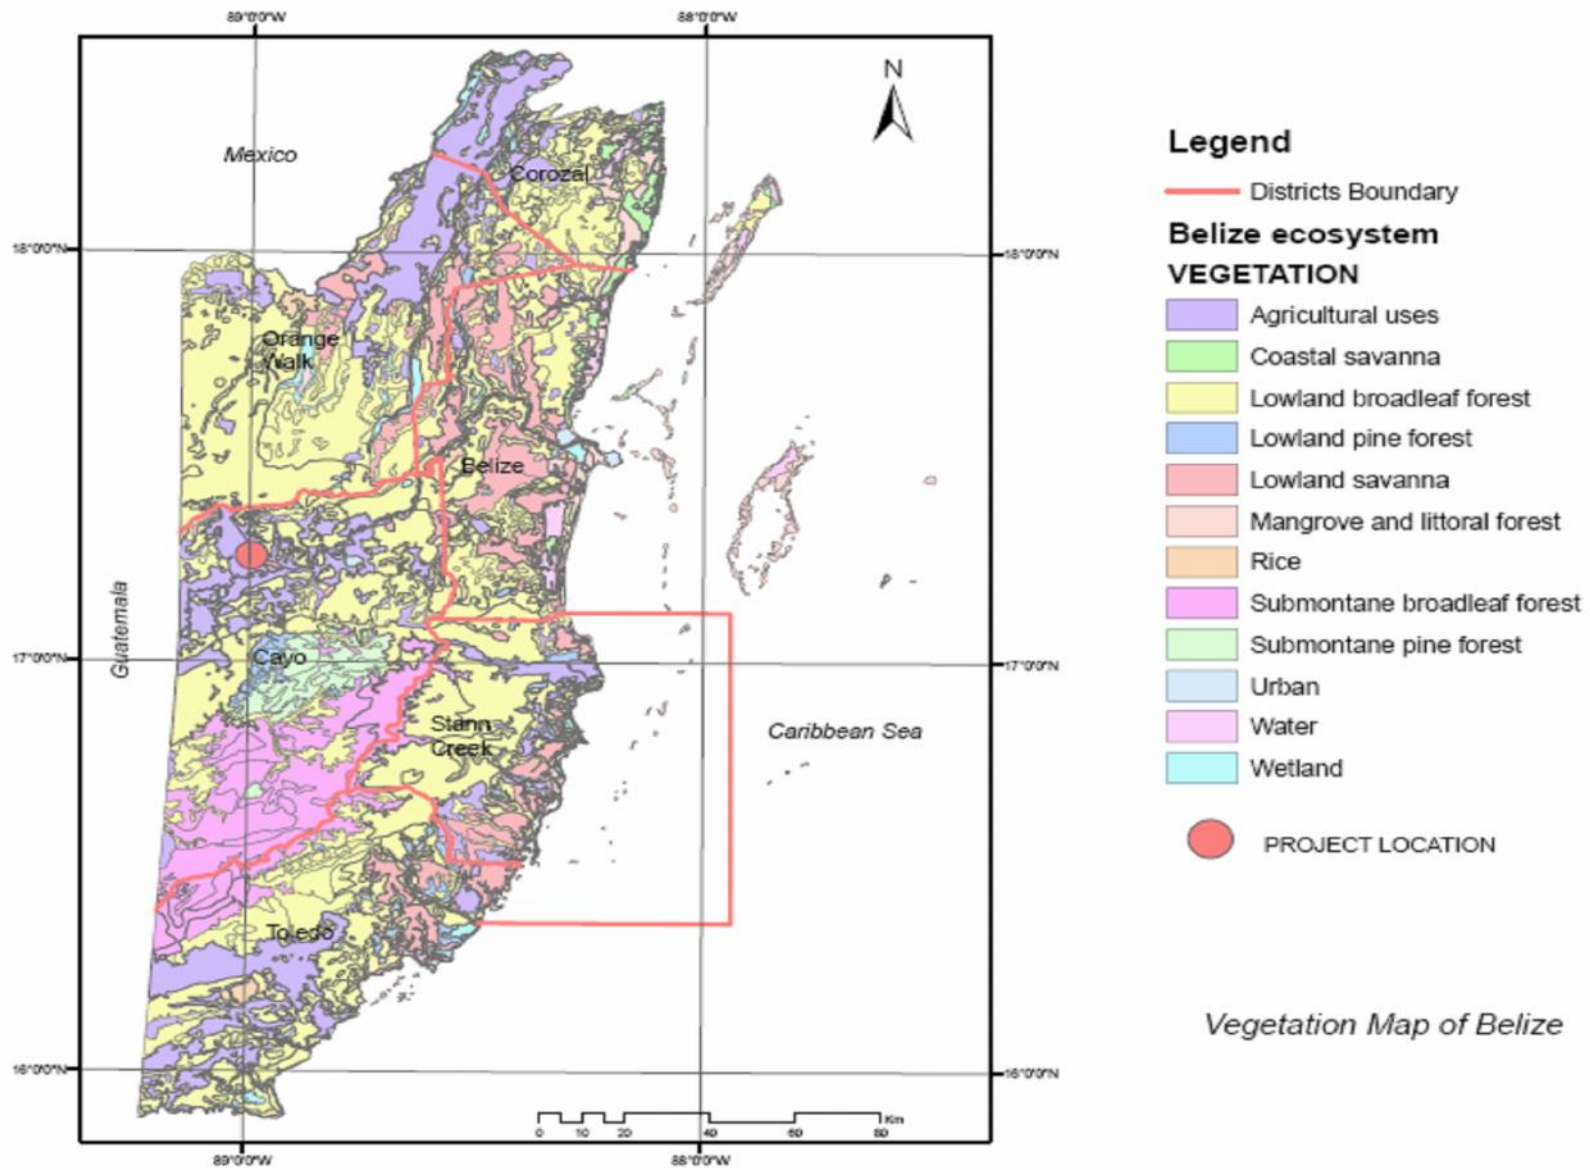 89°0'0"W
88°0'0"W
N
Mexico
Corozal
18°0'0"N
18°0'0"N
Orange
Walk
Belize
Guatemala
Cayo
17°0'0"N
17°0'0"N
Stann
Creek
Caribbean Sea
Toledo
16°0'0"N
16°0'0"N
Km
0 10 20 40 60 80
89°0'0"W
88°0'0"W
Legend
Districts Boundary
Belize ecosystem
VEGETATION
Agricultural uses
Coastal savanna
Lowland broadleaf forest
Lowland pine forest
Lowland savanna
Mangrove and littoral forest
Rice
Submontane broadleaf forest
Submontane pine forest
Urban
Water
Wetland
PROJECT LOCATION
Vegetation Map of Belize